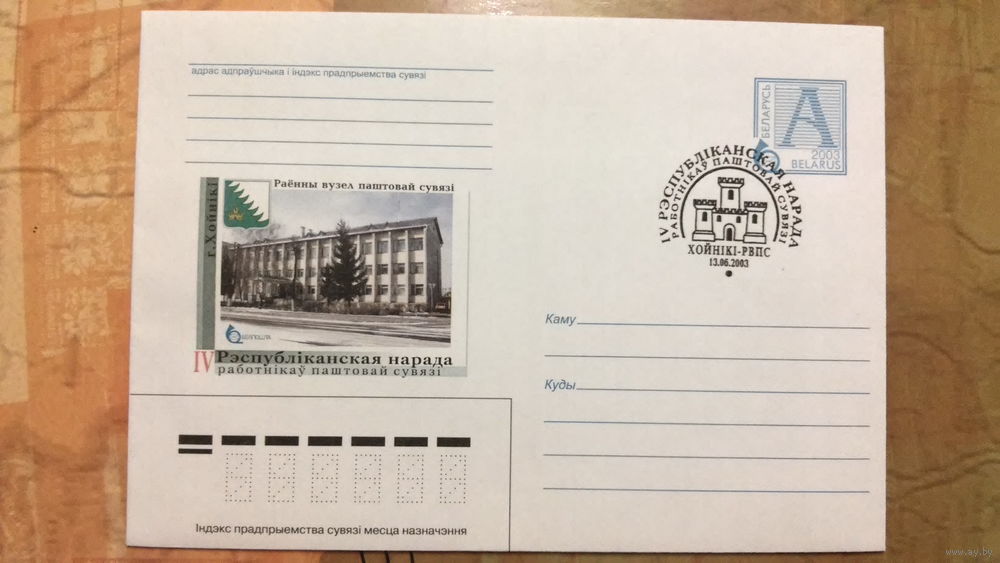 адрас адпраўшчыка і індэкс прадпрыемства сувязі
БЕЛАРУСЬ
А
2003
BELARUS
IV РЭСПУБЛІКАНСКАЯ НАРАДА
РАБОТНІКАЎ ПАШТОВАЙ СУВЯЗІ
ХОЙНІКІ-РВПС
13.06.2003
Раённы вузел паштовай сувязі
г.Хойнікі
БЕЛПОШТА
IV Рэспубліканская нарада
работнікаў паштовай сувязі
Каму
Куды
Індэкс прадпрыемства сувязі месца назначэння
www.ay.by